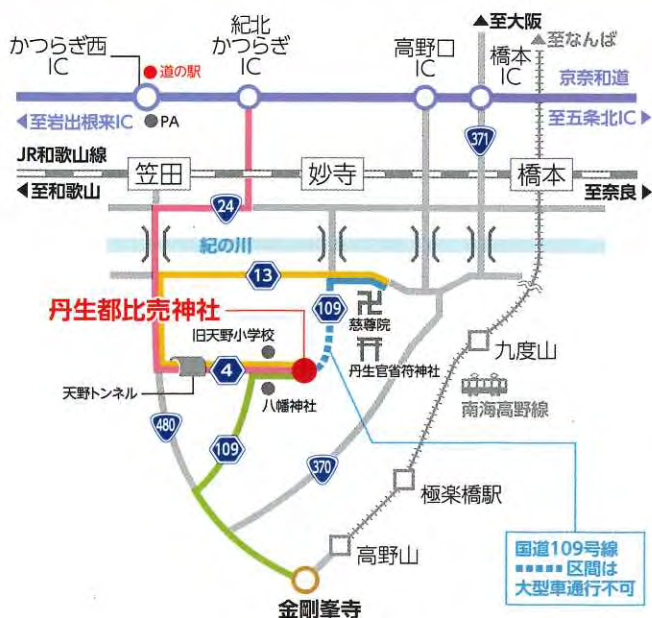 ▲至大阪
▲至なんば
かつらぎ西
IC
紀北
かつらぎ
IC
高野口
IC
橋本
IC
道の駅
京奈和道
◀至岩出根来IC
PA
371
至五条北IC▶
JR和歌山線
笠田
妙寺
橋本
◀至和歌山
至奈良▶
24
紀の川
13
丹生都比売神社
109
慈尊院
旧天野小学校
丹生官省符神社
九度山
4
天野トンネル
八幡神社
南海高野線
480
109
370
極楽橋駅
高野山
国道109号線
区間は
大型車通行不可
金剛峯寺